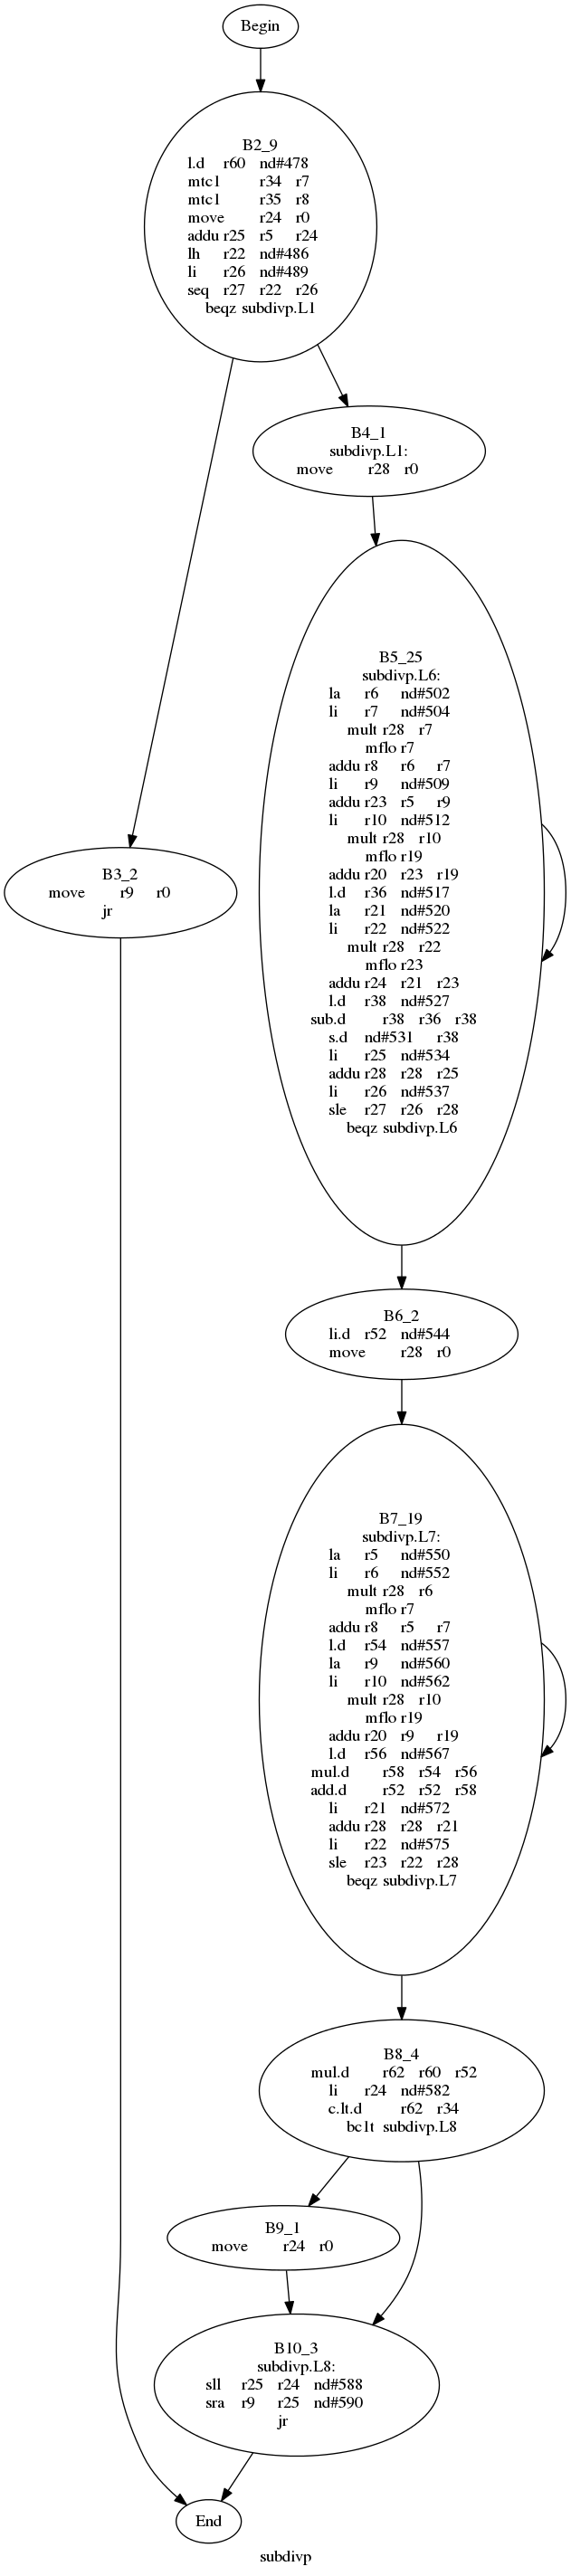 Begin
B2_9
l.d r60 nd#478
mtc1 r34 r7
mtc1 r35 r8
move r24 r0
addu r25 r5 r24
lh r22 nd#486
li r26 nd#489
seq r27 r22 r26
beqz subdivp.L1
B4_1
subdivp.L1:
move r28 r0
B5_25
subdivp.L6:
la r6 nd#502
li r7 nd#504
mult r28 r7
mflo r7
addu r8 r6 r7
li r9 nd#509
addu r23 r5 r9
li r10 nd#512
mult r28 r10
mflo r19
addu r20 r23 r19
l.d r36 nd#517
la r21 nd#520
li r22 nd#522
mult r28 r22
mflo r23
addu r24 r21 r23
l.d r38 nd#527
sub.d r38 r36 r38
s.d nd#531 r38
li r25 nd#534
addu r28 r28 r25
li r26 nd#537
sle r27 r26 r28
beqz subdivp.L6
B3_2
move r9 r0
jr
B6_2
li.d r52 nd#544
move r28 r0
B7_19
subdivp.L7:
la r5 nd#550
li r6 nd#552
mult r28 r6
mflo r7
addu r8 r5 r7
l.d r54 nd#557
la r9 nd#560
li r10 nd#562
mult r28 r10
mflo r19
addu r20 r9 r19
l.d r56 nd#567
mul.d r58 r54 r56
add.d r52 r52 r58
li r21 nd#572
addu r28 r28 r21
li r22 nd#575
sle r23 r22 r28
beqz subdivp.L7
B8_4
mul.d r62 r60 r52
li r24 nd#582
c.lt.d r62 r34
bc1t subdivp.L8
B9_1
move r24 r0
B10_3
subdivp.L8:
sll r25 r24 nd#588
sra r9 r25 nd#590
jr
End
subdivp